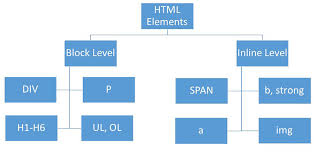 HTML
Elements
Block Level
Inline Level
DIV
P
SPAN
b, strong
H1-H6
UL, OL
a
img